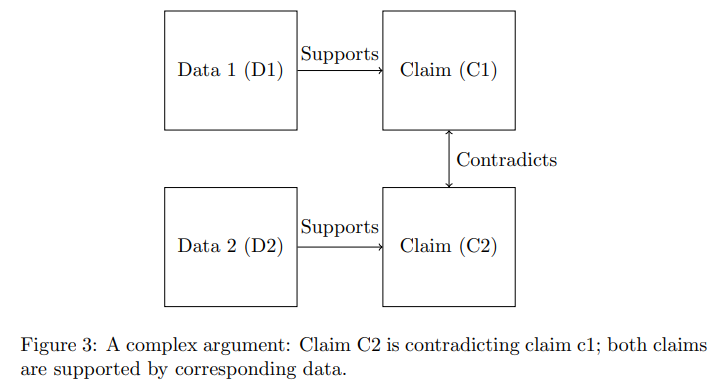 Data 1 (D1)
Supports
Claim (C1)
Contradicts
Data 2 (D2)
Supports
Claim (C2)
Figure 3: A complex argument: Claim C2 is contradicting claim c1; both claims
are supported by corresponding data.